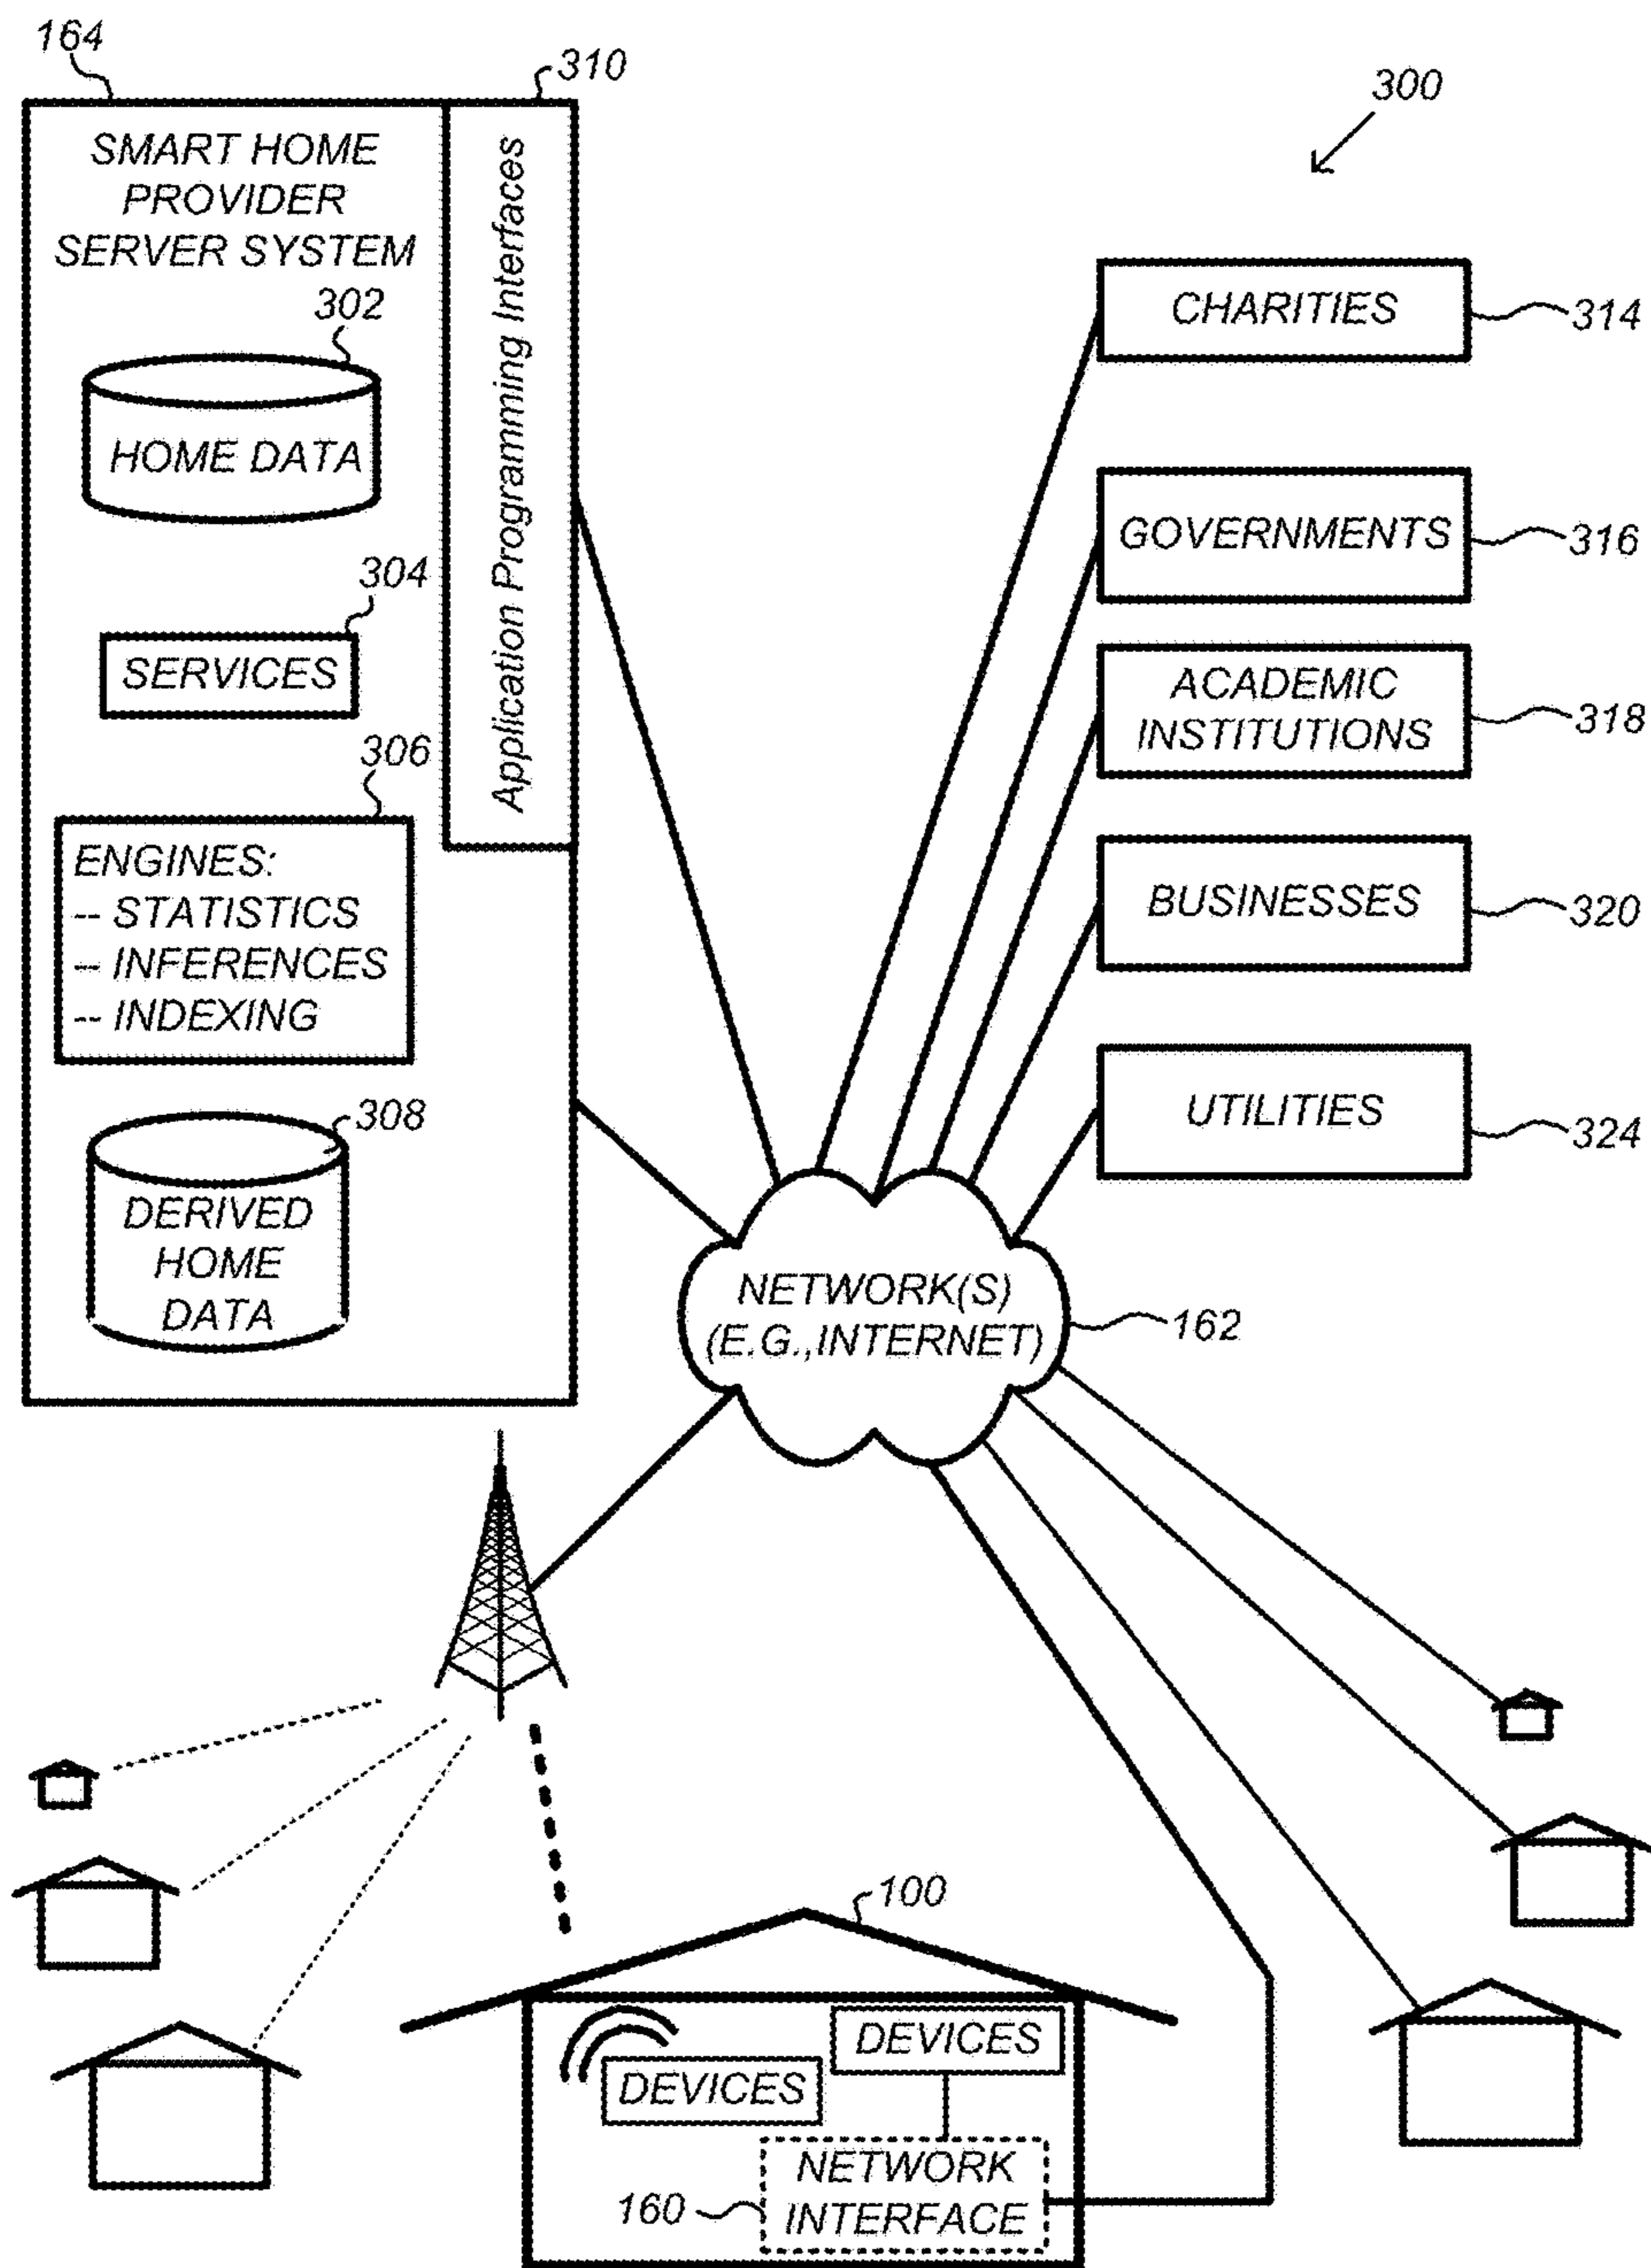 164
310
300
SMART HOME
PROVIDER
SERVER SYSTEM
Application Programming Interfaces
302
HOME DATA
304
SERVICES
306
ENGINES:
-- STATISTICS
-- INFERENCES
-- INDEXING
308
DERIVED
HOME
DATA
CHARITIES
314
GOVERNMENTS
316
ACADEMIC
INSTITUTIONS
318
BUSINESSES
320
UTILITIES
324
NETWORK(S)
(E.G.,INTERNET)
162
100
DEVICES
DEVICES
NETWORK
INTERFACE
160